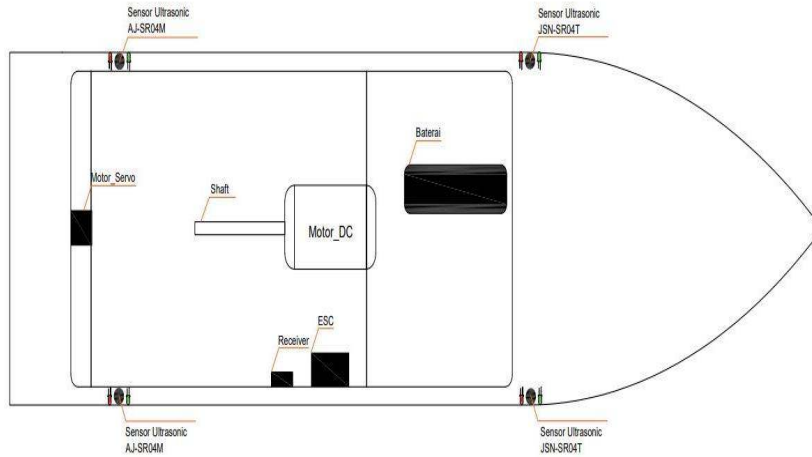 Sensor Ultrasonic
AJ-SR04M
Sensor Ultrasonic
JSN-SR04T
Baterai
Motor_Servo
Shaft
Motor_DC
Receiver
ESC
Sensor Ultrasonic
AJ-SR04M
Sensor Ultrasonic
JSN-SR04T